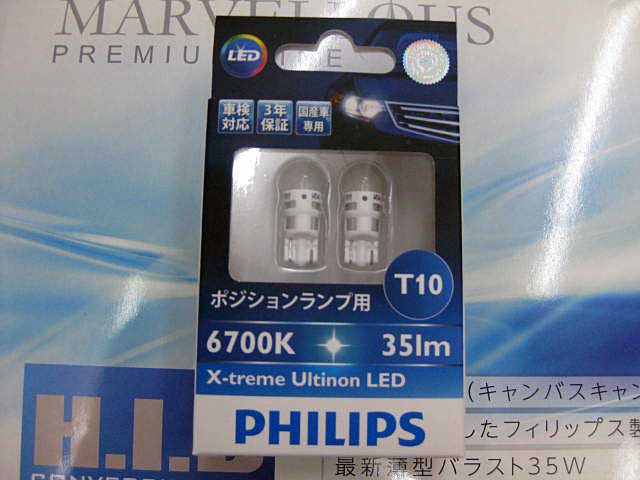 MARVELLOUS
PREMIUM
LED
車検対応
3年保証
国産車専用
T10
ポジションランプ用
6700K 35lm
X-treme Ultinon LED
PHILIPS
(キャンバスキャン
したフィリップス製
最新薄型バラスト35W
H.I.D